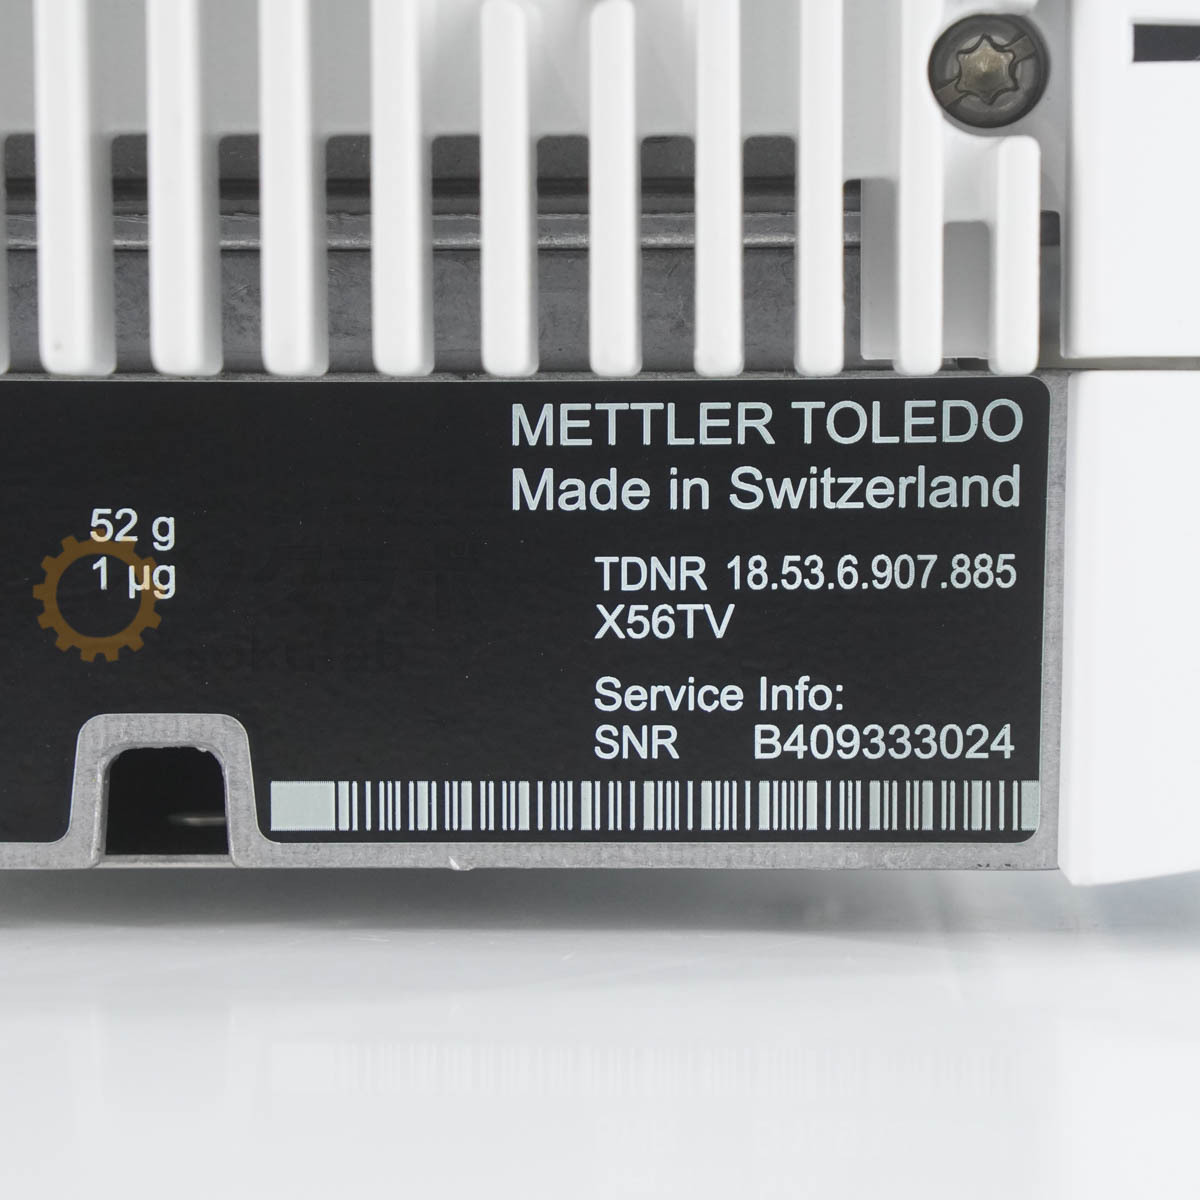 METTLER TOLEDO
Made in Switzerland
52 g
1 µg
TDNR 18.53.6.907.885
X56TV
Service Info:
SNR B409333024